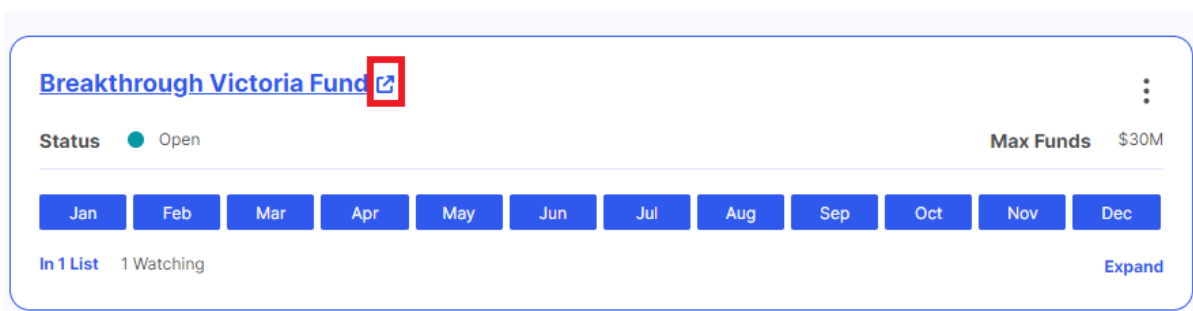 Breakthrough Victoria Fund
Status Open Max Funds $30M
Jan Feb Mar Apr May Jun Jul Aug Sep Oct Nov Dec
In 1 List 1 Watching Expand